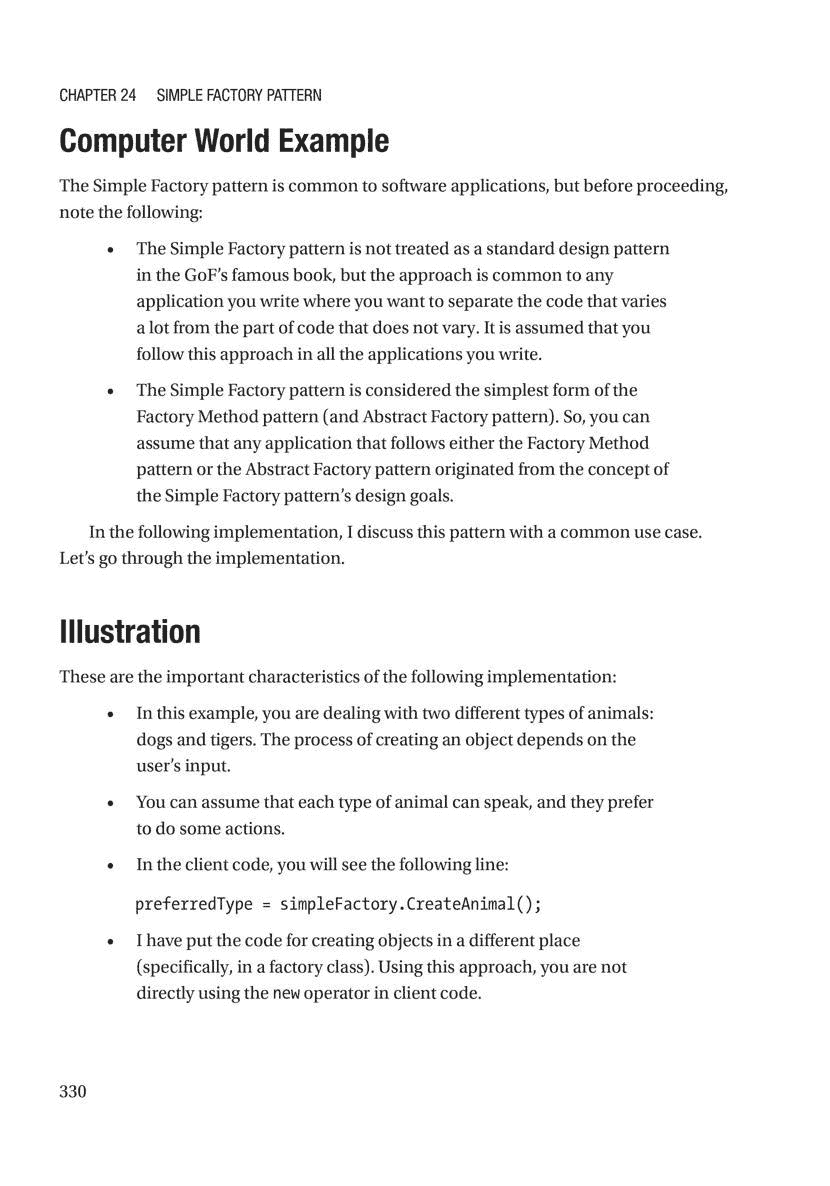 CHAPTER 24 SIMPLE FACTORY PATTERN
Computer World Example
The Simple Factory pattern is common to software applications, but before proceeding,
note the following:
• The Simple Factory pattern is not treated as a standard design pattern
in the GoF’s famous book, but the approach is common to any
application you write where you want to separate the code that varies
a lot from the part of code that does not vary. It is assumed that you
follow this approach in all the applications you write.
• The Simple Factory pattern is considered the simplest form of the
Factory Method pattern (and Abstract Factory pattern). So, you can
assume that any application that follows either the Factory Method
pattern or the Abstract Factory pattern originated from the concept of
the Simple Factory pattern’s design goals.
In the following implementation, I discuss this pattern with a common use case.
Let’s go through the implementation.
Illustration
These are the important characteristics of the following implementation:
• In this example, you are dealing with two different types of animals:
dogs and tigers. The process of creating an object depends on the
user’s input.
• You can assume that each type of animal can speak, and they prefer
to do some actions.
• In the client code, you will see the following line:
preferredType = simpleFactory.CreateAnimal();
• I have put the code for creating objects in a different place
(specifically, in a factory class). Using this approach, you are not
directly using the new operator in client code.
330